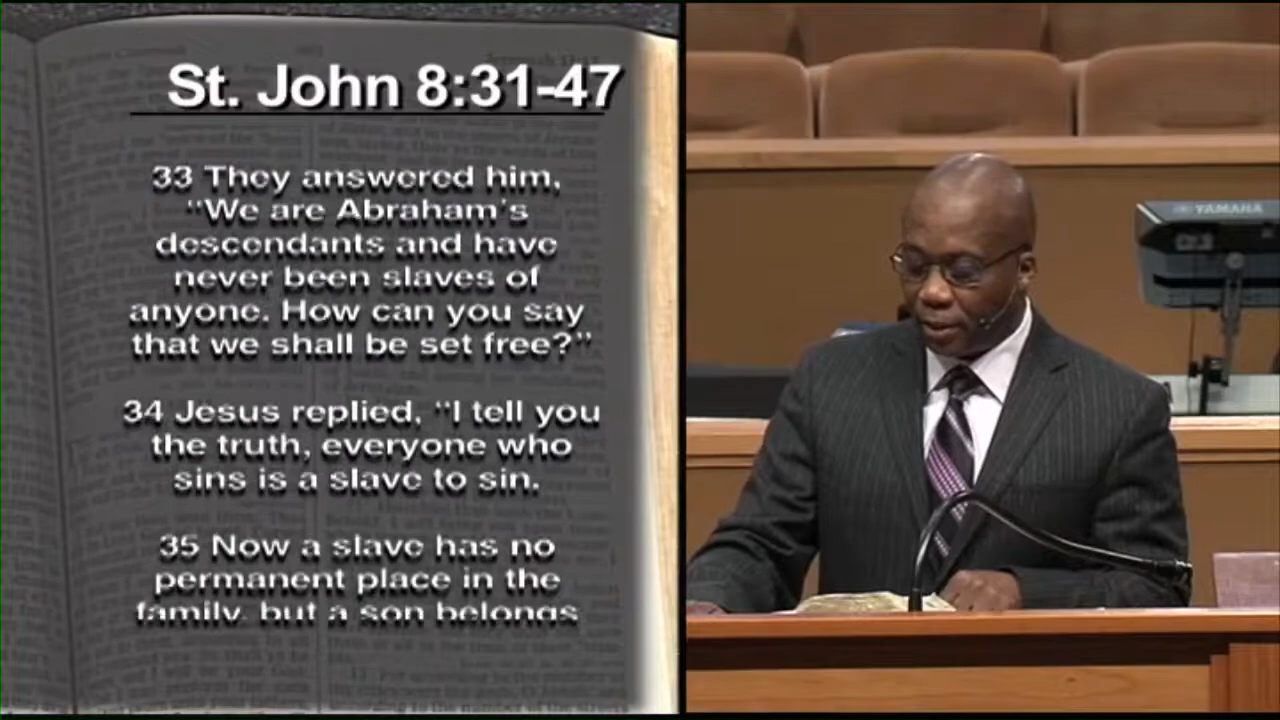 St. John 8:31-47
33 They answered him,
"We are Abraham's
descendants and have
never been slaves of
anyone. How can you say
that we shall be set free?"
34 Jesus replied, "I tell you
the truth, everyone who
sins is a slave to sin.
35 Now a slave has no
permanent place in the
family, but a son belongs
YAMAHA